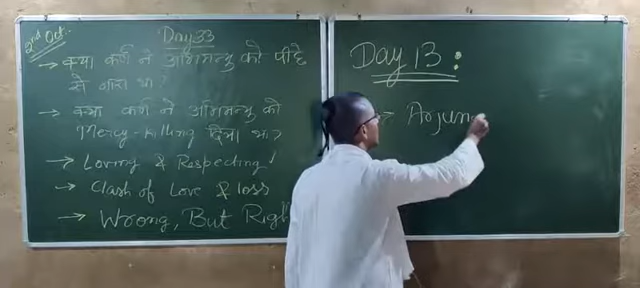 2nd Oct.
Day 33
→ क्या कर्ण ने अभिमन्यु को पीछे
से मारा था?
→ क्या कर्ण ने अभिमन्यु को
Mercy-killing दिया था?
→ Loving & Respecting!
→ Clash of Love & loss
→ Wrong, But Righ
Day 13 :
→ Arjun